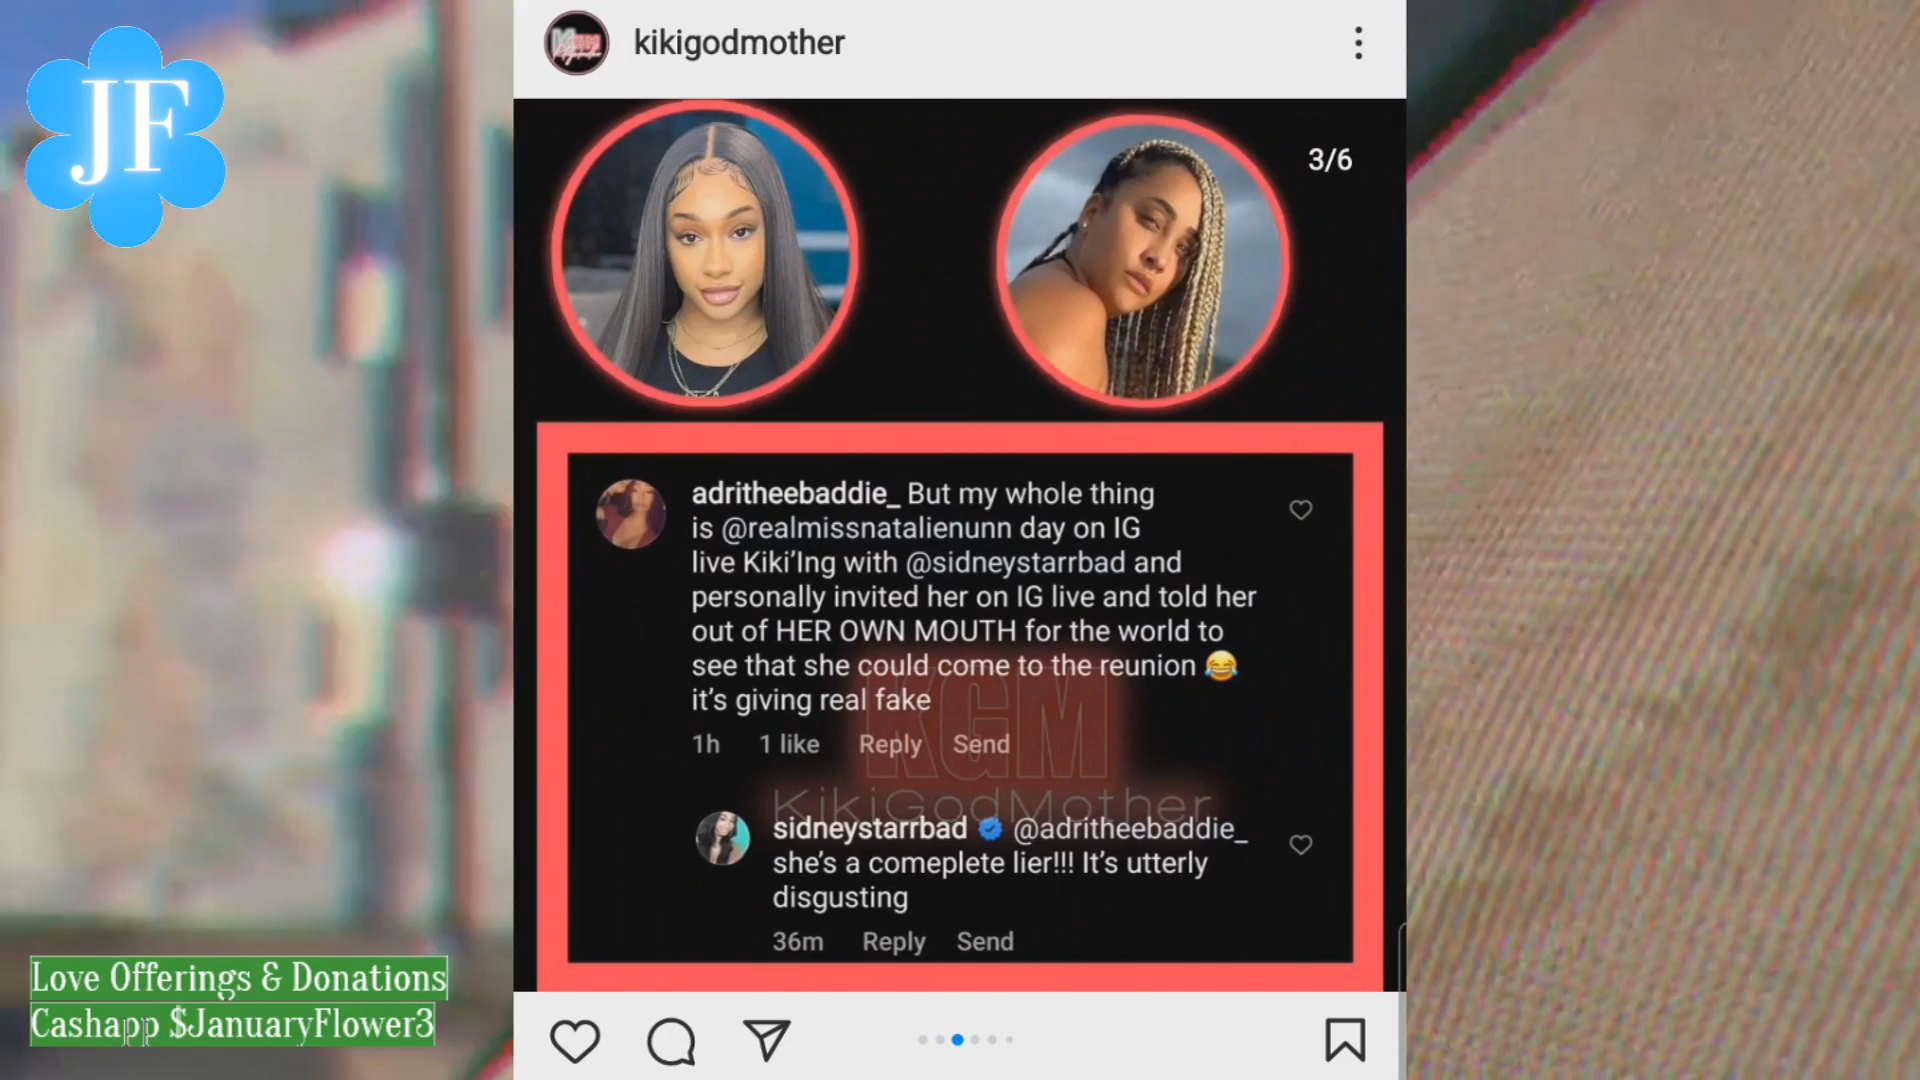 JF
kikigodmother
3/6
adritheebaddie_ But my whole thing
is @realmissnatalienunn day on IG
live Kiki'Ing with @sidneystarrbad and
personally invited her on IG live and told her
out of HER OWN MOUTH for the world to
see that she could come to the reunion 😂
it's giving real fake
1h 1 like Reply Send
KGM
KikiGodMother
sidneystarrbad @adritheebaddie_
she's a comeplete lier!!! It's utterly
disgusting
36m Reply Send
Love Offerings & Donations
Cashapp $JanuaryFlower3